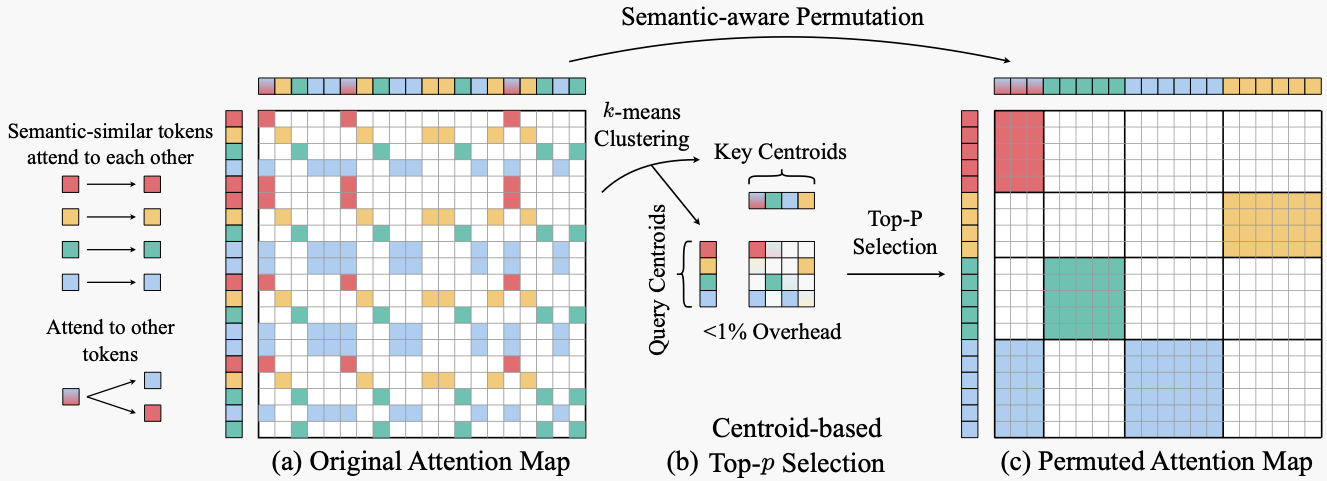 Semantic-aware Permutation
Semantic-similar tokens
attend to each other
Attend to other
tokens
k-means
Clustering
Key Centroids
Query Centroids
<1% Overhead
Top-P
Selection
(a) Original Attention Map
(b) Centroid-based
Top-p Selection
(c) Permuted Attention Map